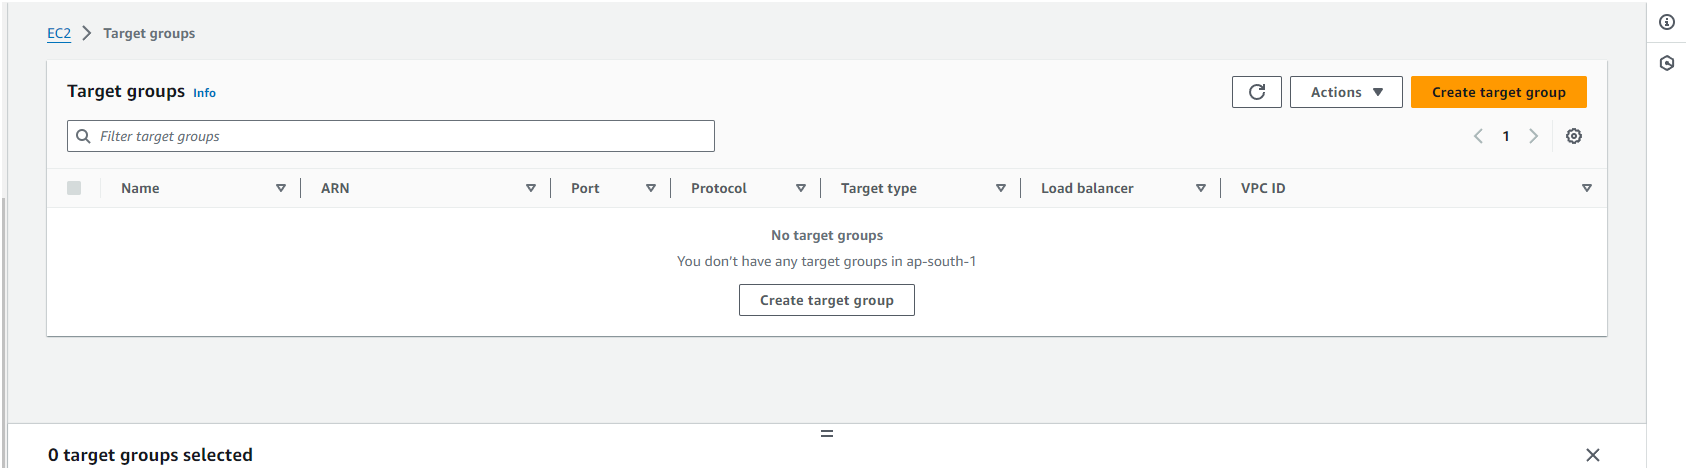 EC2 > Target groups
Target groups Info
Actions
Create target group
Filter target groups
1
Name ARN Port Protocol Target type Load balancer VPC ID
No target groups
You don’t have any target groups in ap-south-1
Create target group
0 target groups selected